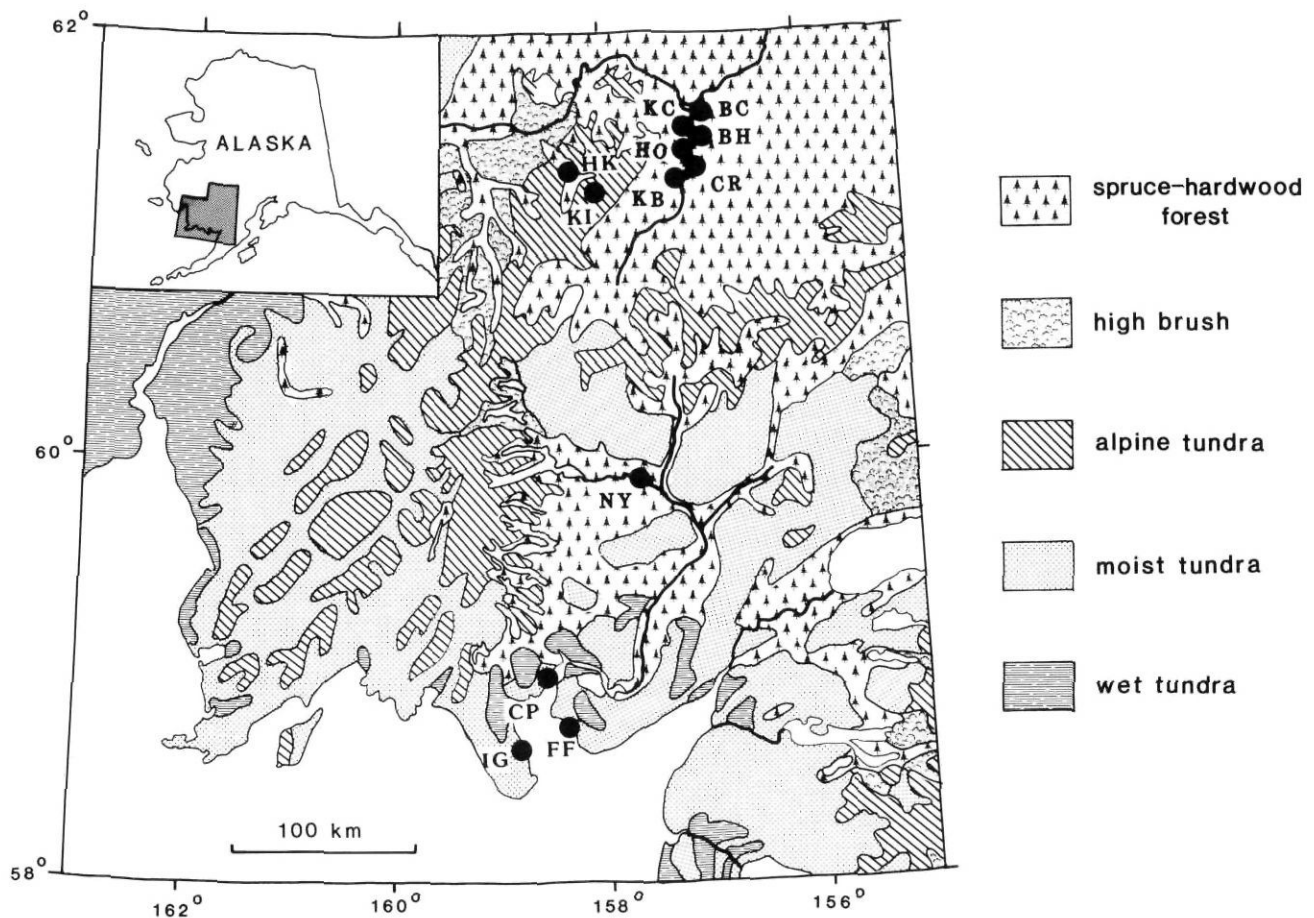 62°
ALASKA
KC
BC
BH
HO
HK
CR
KB
KI
60°
NY
CP
FF
IG
100 km
58°
162°
160°
158°
156°
spruce-hardwood
forest
high brush
alpine tundra
moist tundra
wet tundra